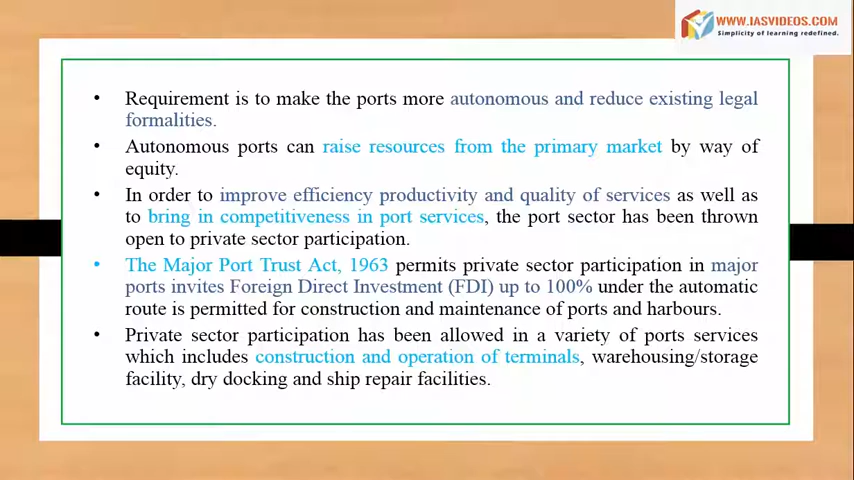 WWW.IASVIDEOS.COM
Simplicity of learning redefined.
• Requirement is to make the ports more autonomous and reduce existing legal
formalities.
• Autonomous ports can raise resources from the primary market by way of
equity.
• In order to improve efficiency productivity and quality of services as well as
to bring in competitiveness in port services, the port sector has been thrown
open to private sector participation.
• The Major Port Trust Act, 1963 permits private sector participation in major
ports invites Foreign Direct Investment (FDI) up to 100% under the automatic
route is permitted for construction and maintenance of ports and harbours.
• Private sector participation has been allowed in a variety of ports services
which includes construction and operation of terminals, warehousing/storage
facility, dry docking and ship repair facilities.